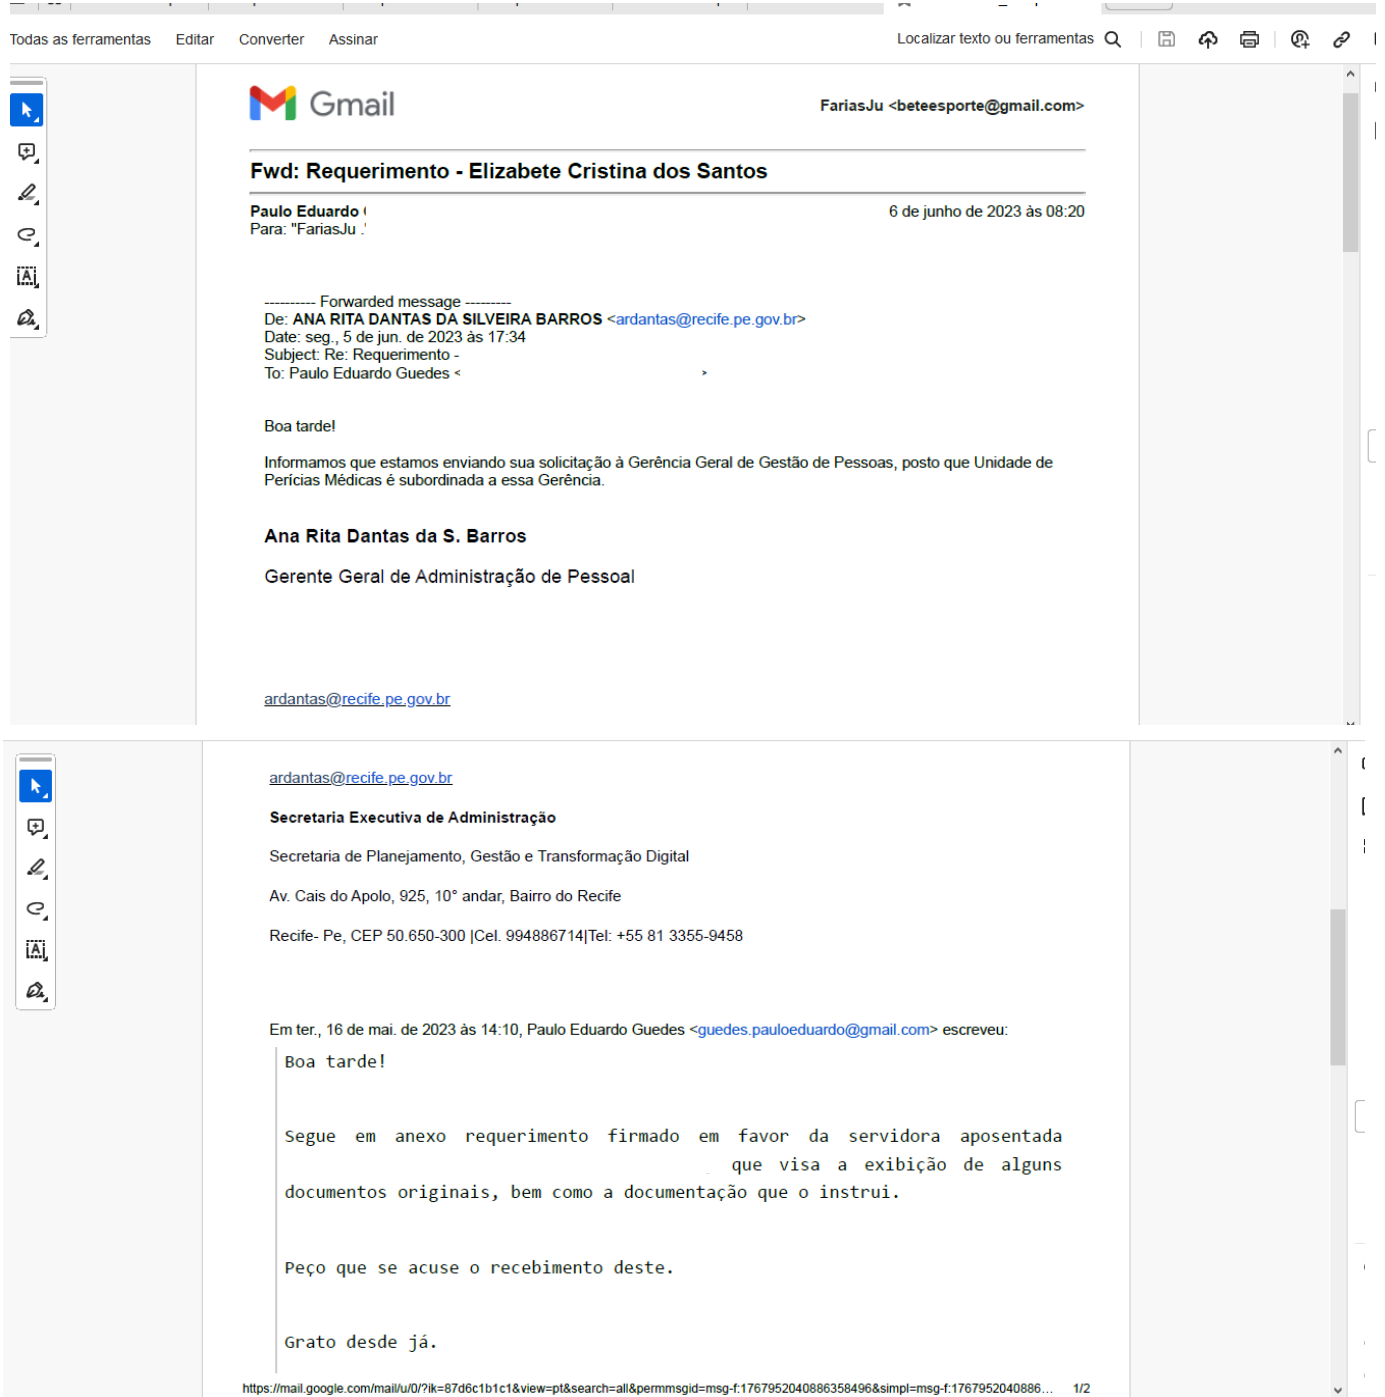 Todas as ferramentas Editar Converter Assinar Localizar texto ou ferramentas
Gmail FariasJu <beteesporte@gmail.com>
Fwd: Requerimento - Elizabete Cristina dos Santos
Paulo Eduardo 6 de junho de 2023 às 08:20
Para: "FariasJu .
---------- Forwarded message ---------
De: ANA RITA DANTAS DA SILVEIRA BARROS <ardantas@recife.pe.gov.br>
Date: seg., 5 de jun. de 2023 às 17:34
Subject: Re: Requerimento -
To: Paulo Eduardo Guedes < >
Boa tarde!
Informamos que estamos enviando sua solicitação à Gerência Geral de Gestão de Pessoas, posto que Unidade de
Perícias Médicas é subordinada a essa Gerência.
Ana Rita Dantas da S. Barros
Gerente Geral de Administração de Pessoal
ardantas@recife.pe.gov.br
ardantas@recife.pe.gov.br
Secretaria Executiva de Administração
Secretaria de Planejamento, Gestão e Transformação Digital
Av. Cais do Apolo, 925, 10° andar, Bairro do Recife
Recife- Pe, CEP 50.650-300 |Cel. 994886714|Tel: +55 81 3355-9458
Em ter., 16 de mai. de 2023 às 14:10, Paulo Eduardo Guedes <guedes.pauloeduardo@gmail.com> escreveu:
Boa tarde!
Segue em anexo requerimento firmado em favor da servidora aposentada
que visa a exibição de alguns
documentos originais, bem como a documentação que o instrui.
Peço que se acuse o recebimento deste.
Grato desde já.
https://mail.google.com/mail/u/0/?ik=87d6c1b1c1&view=pt&search=all&permmsgid=msg-f:1767952040886358496&simpl=msg-f:1767952040886... 1/2